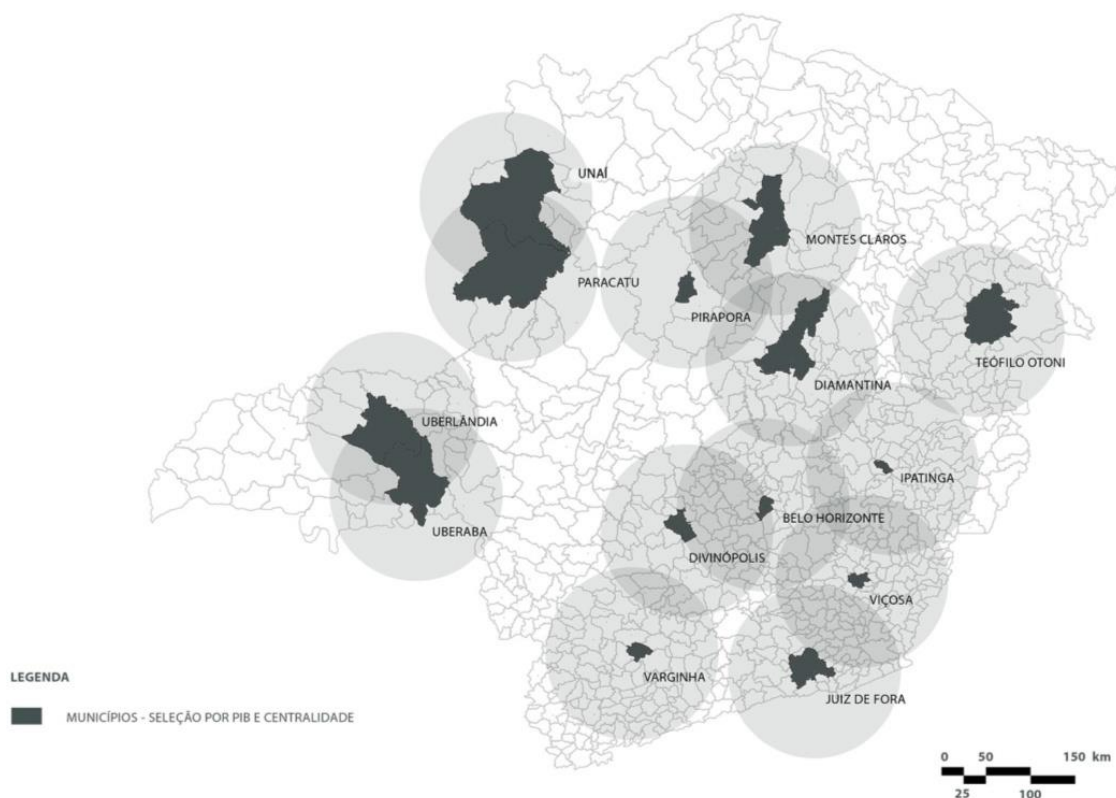 UNAÍ
MONTES CLAROS
PARACATU
PIRAPORA
TEÓFILO OTONI
DIAMANTINA
UBERLÂNDIA
IPATINGA
BELO HORIZONTE
UBERABA
DIVINÓPOLIS
VIÇOSA
VARGINHA
JUIZ DE FORA
LEGENDA
MUNICÍPIOS - SELEÇÃO POR PIB E CENTRALIDADE
0 50 150 km
25 100